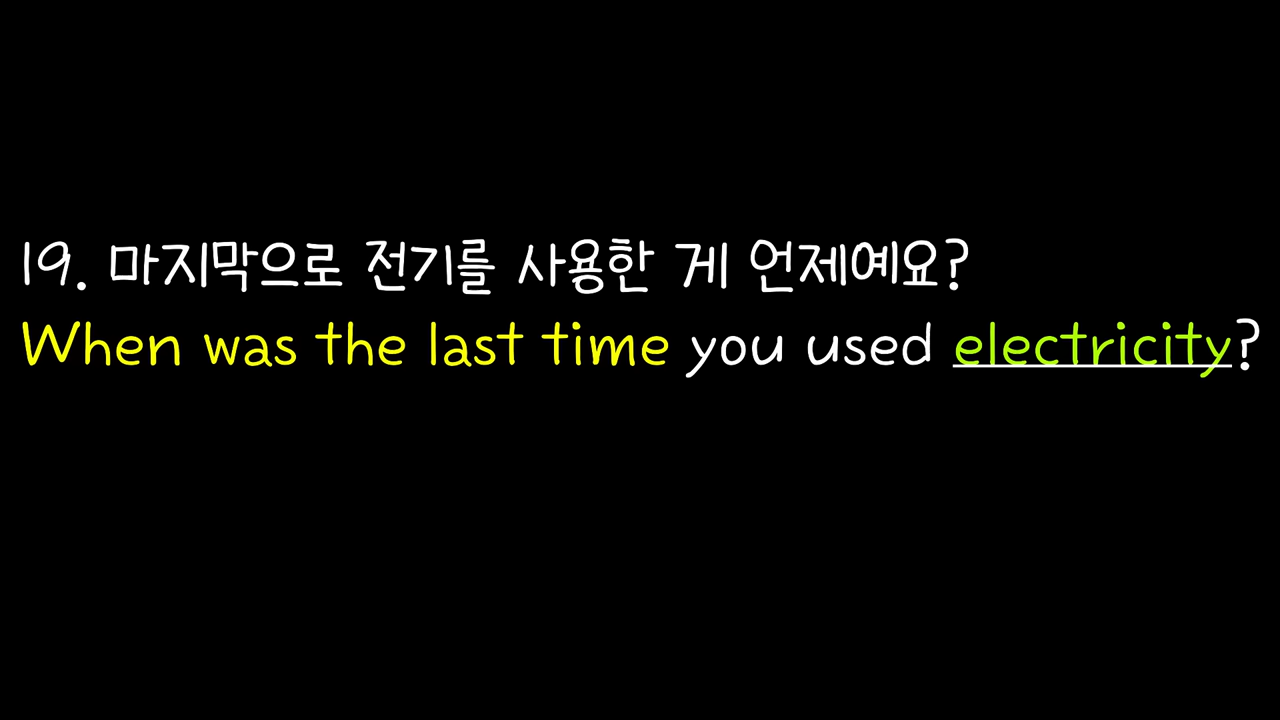 19. 마지막으로 전기를 사용한 게 언제예요?
When was the last time you used electricity?